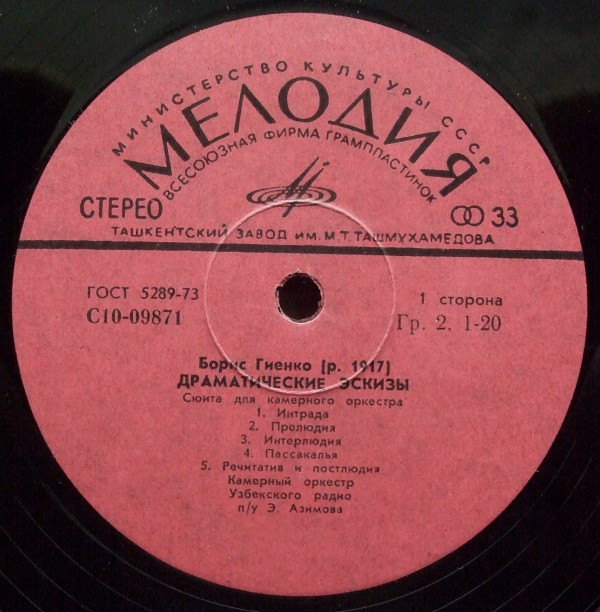 МИНИСТЕРСТВО КУЛЬТУРЫ СССР
МЕЛОДИЯ
ВСЕСОЮЗНАЯ ФИРМА ГРАМПЛАСТИНОК
СТЕРЕО
33
ТАШКЕНТСКИЙ ЗАВОД ИМ. М. Т. ТАШМУХАМЕДОВА
ГОСТ 5289-73
1 сторона
С10-09871
Гр. 2. 1-20
Борис Гиенко [р. 1917]
ДРАМАТИЧЕСКИЕ ЭСКИЗЫ
Сюита для камерного оркестра
1. Интрада
2. Прелюдия
3. Интерлюдия
4. Пассакалья
5. Речитатив и постлюдия
Камерный оркестр
Узбекского радио
п/у Э. Азимова